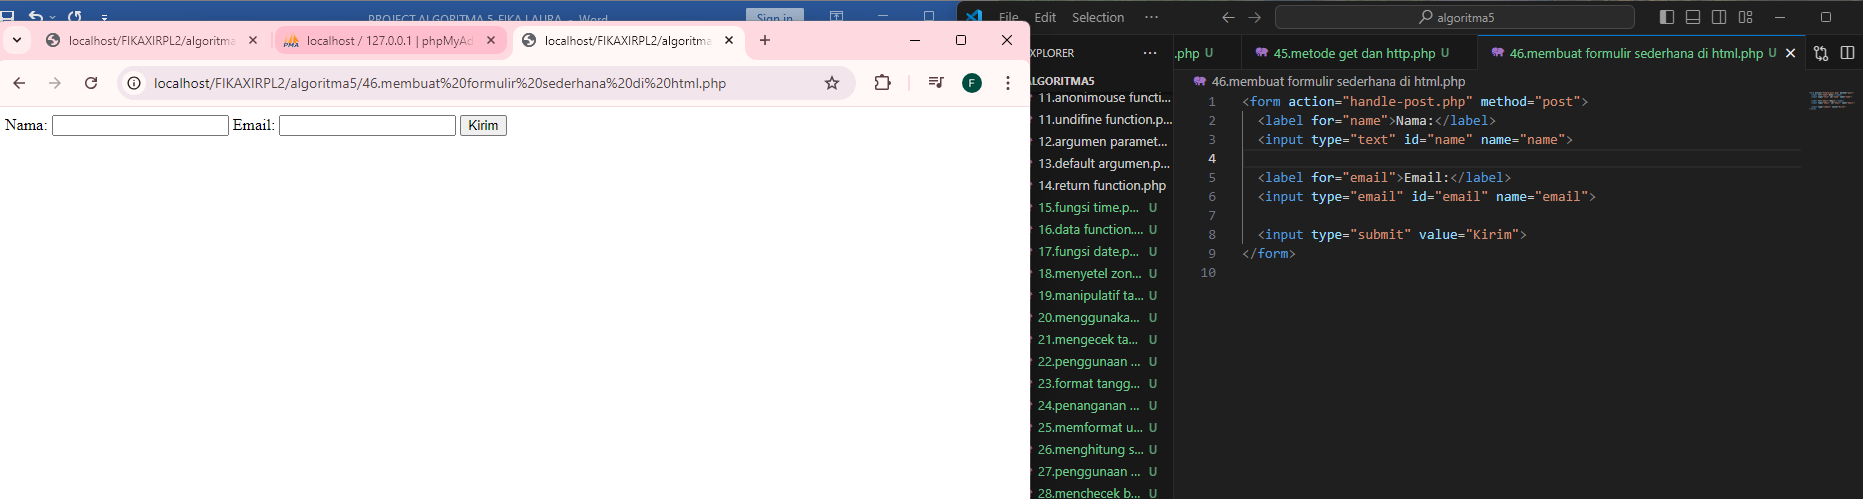 PROJECT ALGORITMA 5-FIKA LAURA - Word
Sign in
localhost/FIKAXIRPL2/algoritma
localhost / 127.0.0.1 | phpMyAd
localhost/FIKAXIRPL2/algoritma
localhost/FIKAXIRPL2/algoritma5/46.membuat%20formulir%20sederhana%20di%20html.php
F
Nama:
Email:
Kirim
File Edit Selection ···
algoritma5
EXPLORER
ALGORITMA5
11.anonimouse functi...
11.undifine function.p...
12.argumen paramet...
13.default argumen.p...
14.return function.php
15.fungsi time.p... U
16.data function.... U
17.fungsi date.p... U
18.menyetel zon... U
19.manipulatif ta... U
20.menggunaka... U
21.mengecek ta... U
22.penggunaan ... U
23.format tangg... U
24.penanganan ... U
25.memformat u... U
26.menghitung s... U
27.penggunaan ... U
28.menchecek b... U
.php U
45.metode get dan http.php U
46.membuat formulir sederhana di html.php U
46.membuat formulir sederhana di html.php
1 <form action="handle-post.php" method="post">
2 <label for="name">Nama:</label>
3 <input type="text" id="name" name="name">
4
5 <label for="email">Email:</label>
6 <input type="email" id="email" name="email">
7
8 <input type="submit" value="Kirim">
9 </form>
10